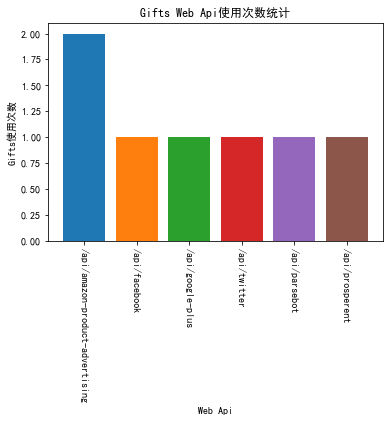 Gifts Web Api使用次数统计
Gifts使用次数
2.00
1.75
1.50
1.25
1.00
0.75
0.50
0.25
0.00
/api/amazon-product-advertising
/api/facebook
/api/google-plus
/api/twitter
/api/parsebot
/api/prosperent
Web Api